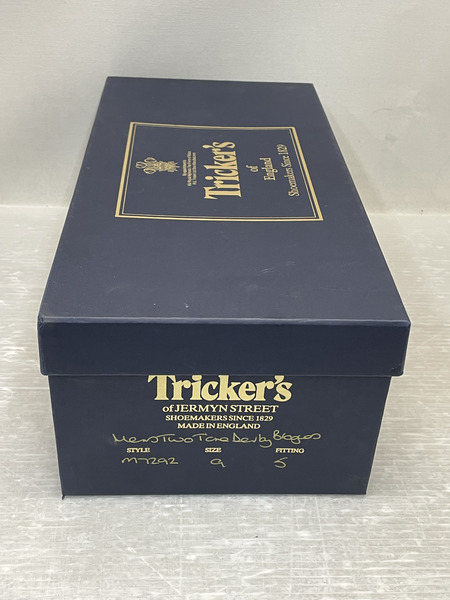 Tricker's
of
England
Shoemakers Since 1829
Tricker's
of JERMYN STREET
SHOEMAKERS SINCE 1829
MADE IN ENGLAND
Mens Two Tone Derby Brogues
STYLE SIZE FITTING
M7292 9 5